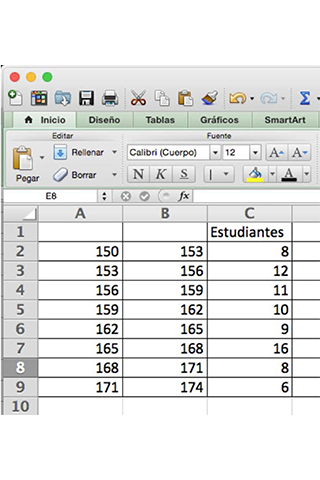 Inicio Diseño Tablas Gráficos SmartArt
Editar Fuente
Rellenar Calibri (Cuerpo) 12 A A
Pegar Borrar N K S A
E8 fx
A B C
1 Estudiantes
2 150 153 8
3 153 156 12
4 156 159 11
5 159 162 10
6 162 165 9
7 165 168 16
8 168 171 8
9 171 174 6
10